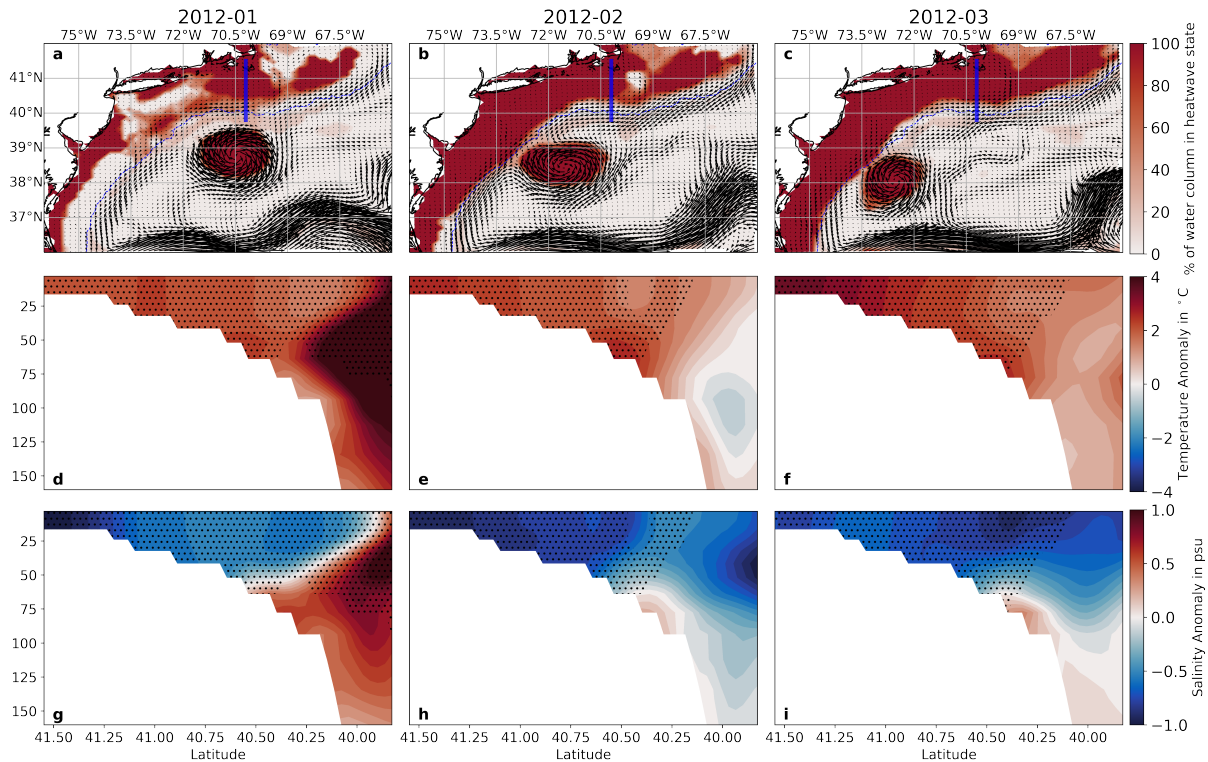 2012-01 2012-02 2012-03
75°W 73.5°W 72°W 70.5°W 69°W 67.5°W 75°W 73.5°W 72°W 70.5°W 69°W 67.5°W 75°W 73.5°W 72°W 70.5°W 69°W 67.5°W
a b c
41°N
40°N
39°N
38°N
37°N
100
80
60
40
20
0
% of water column in heatwave state
25
50
75
100
125
150
d e f
4
2
0
−2
−4
Temperature Anomaly in °C
25
50
75
100
125
150
g h i
1.0
0.5
0.0
−0.5
−1.0
Salinity Anomaly in psu
41.50 41.25 41.00 40.75 40.50 40.25 40.00 41.50 41.25 41.00 40.75 40.50 40.25 40.00 41.50 41.25 41.00 40.75 40.50 40.25 40.00
Latitude Latitude Latitude